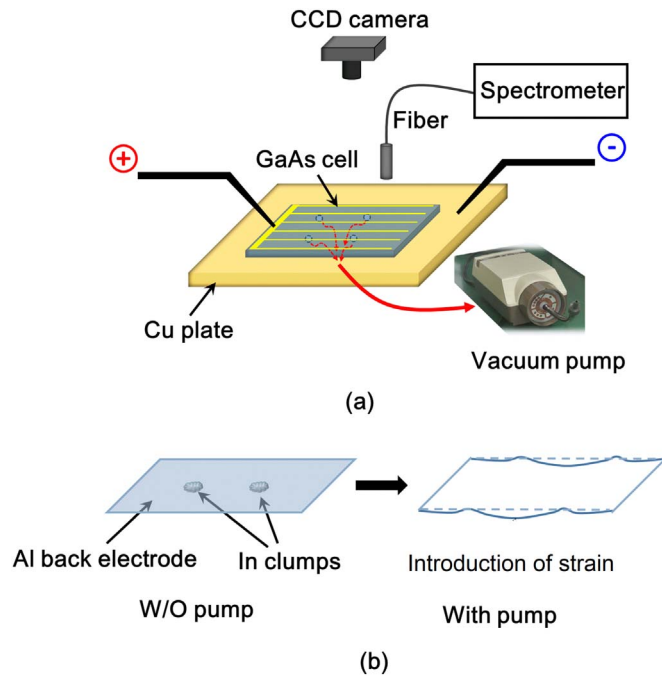 CCD camera
Spectrometer
Fiber
+
GaAs cell
-
Cu plate
Vacuum pump
(a)
Al back electrode
In clumps
Introduction of strain
W/O pump
With pump
(b)